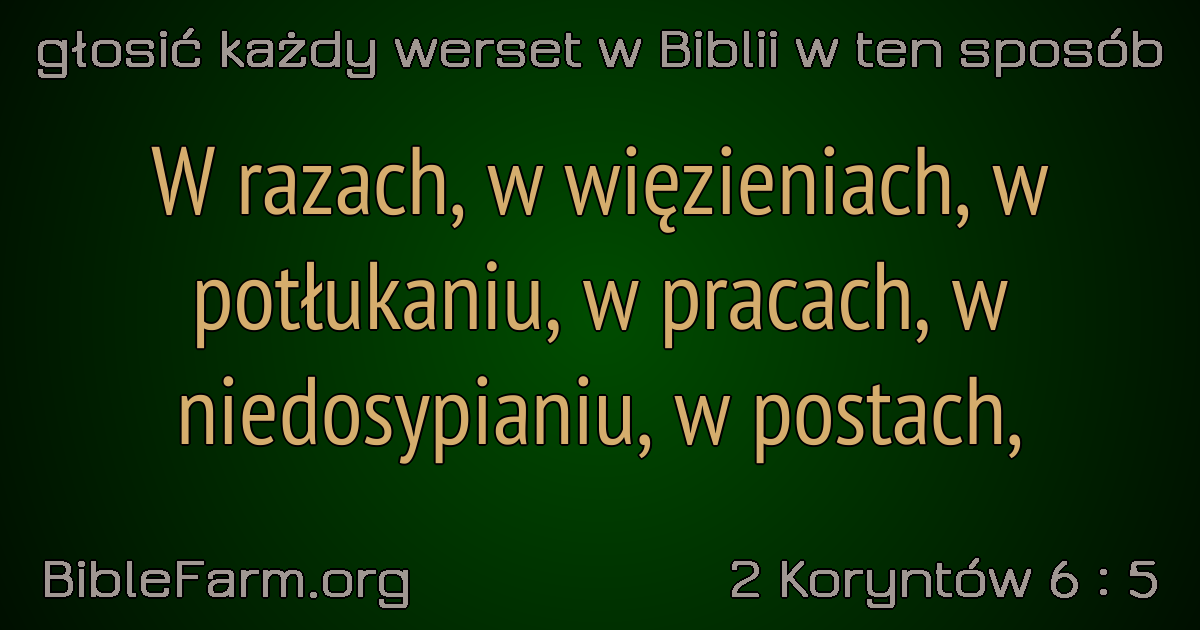 głosić każdy werset w Biblii w ten sposób
W razach, w więzieniach, w
potłukaniu, w pracach, w
niedosypianiu, w postach,
BibleFarm.org
2 Koryntów 6 : 5